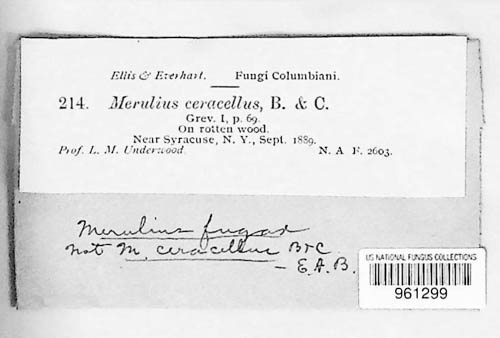 Ellis & Everhart. Fungi Columbiani.
214. Merulius ceracellus, B. & C.
Grev. I, p. 69.
On rotten wood.
Near Syracuse, N. Y., Sept. 1889.
Prof. L. M. Underwood. N. A F. 2603.
Merulius fugax
not M. ceracellus B & C
– E. A. B.
US NATIONAL FUNGUS COLLECTIONS
961299